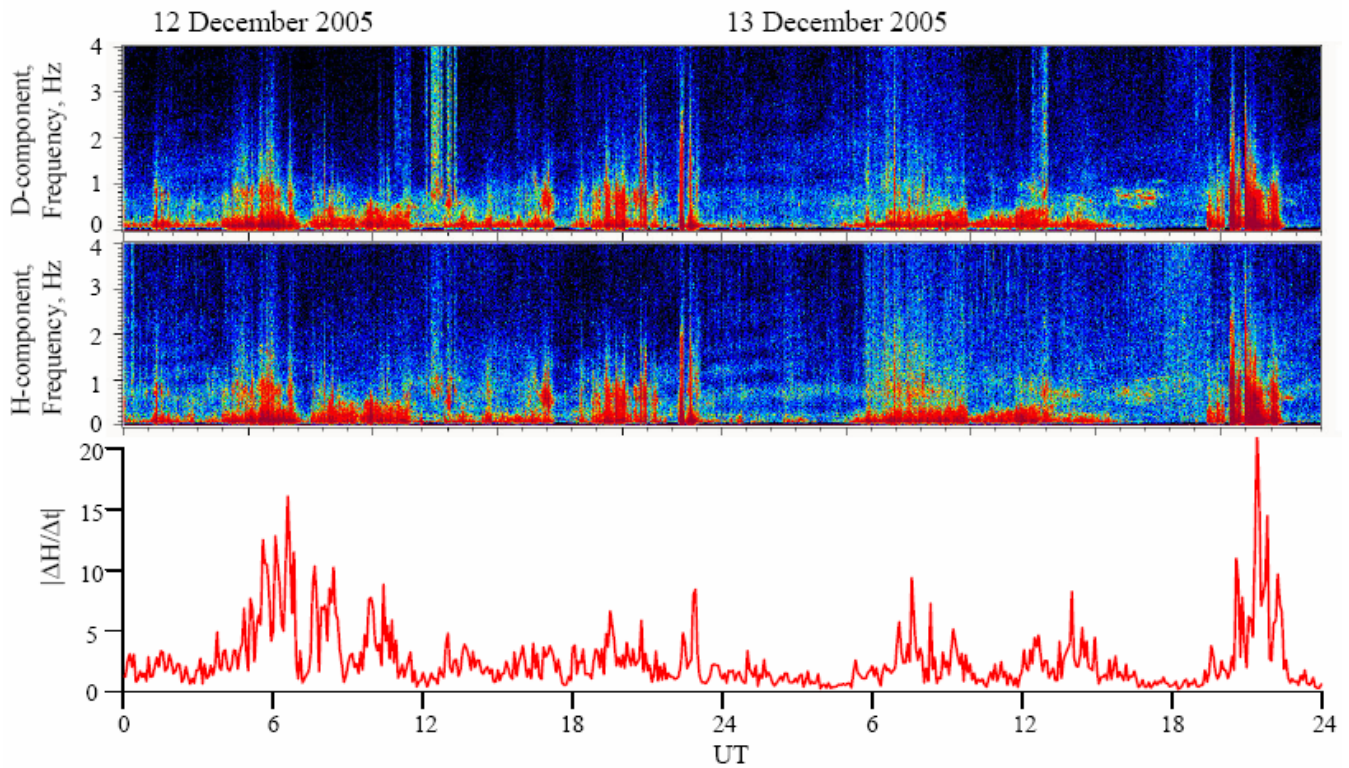 12 December 2005
13 December 2005
D-component,
Frequency, Hz
4
3
2
1
0
H-component,
Frequency, Hz
4
3
2
1
0
|ΔH/Δt|
20
15
10
5
0
0 6 12 18 24 6 12 18 24
UT